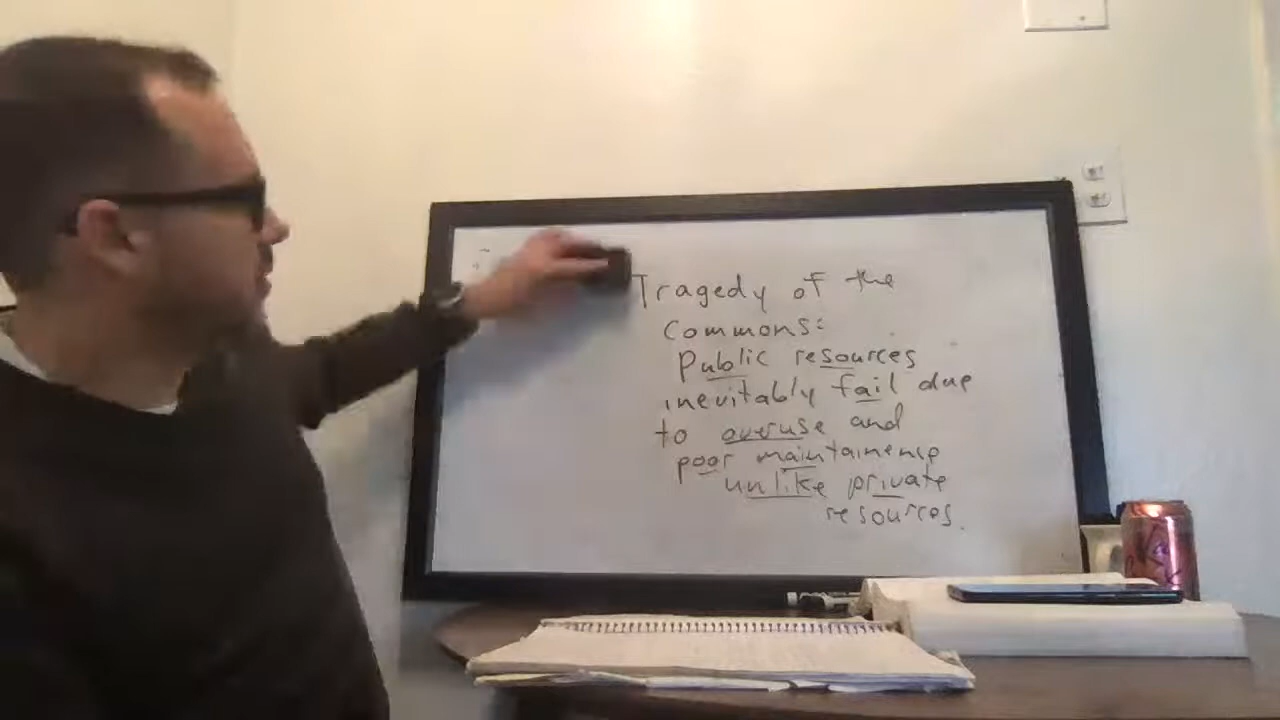 Tragedy of the
Commons:
Public resources
inevitably fail due
to overuse and
poor maintainence
unlike private
resources.